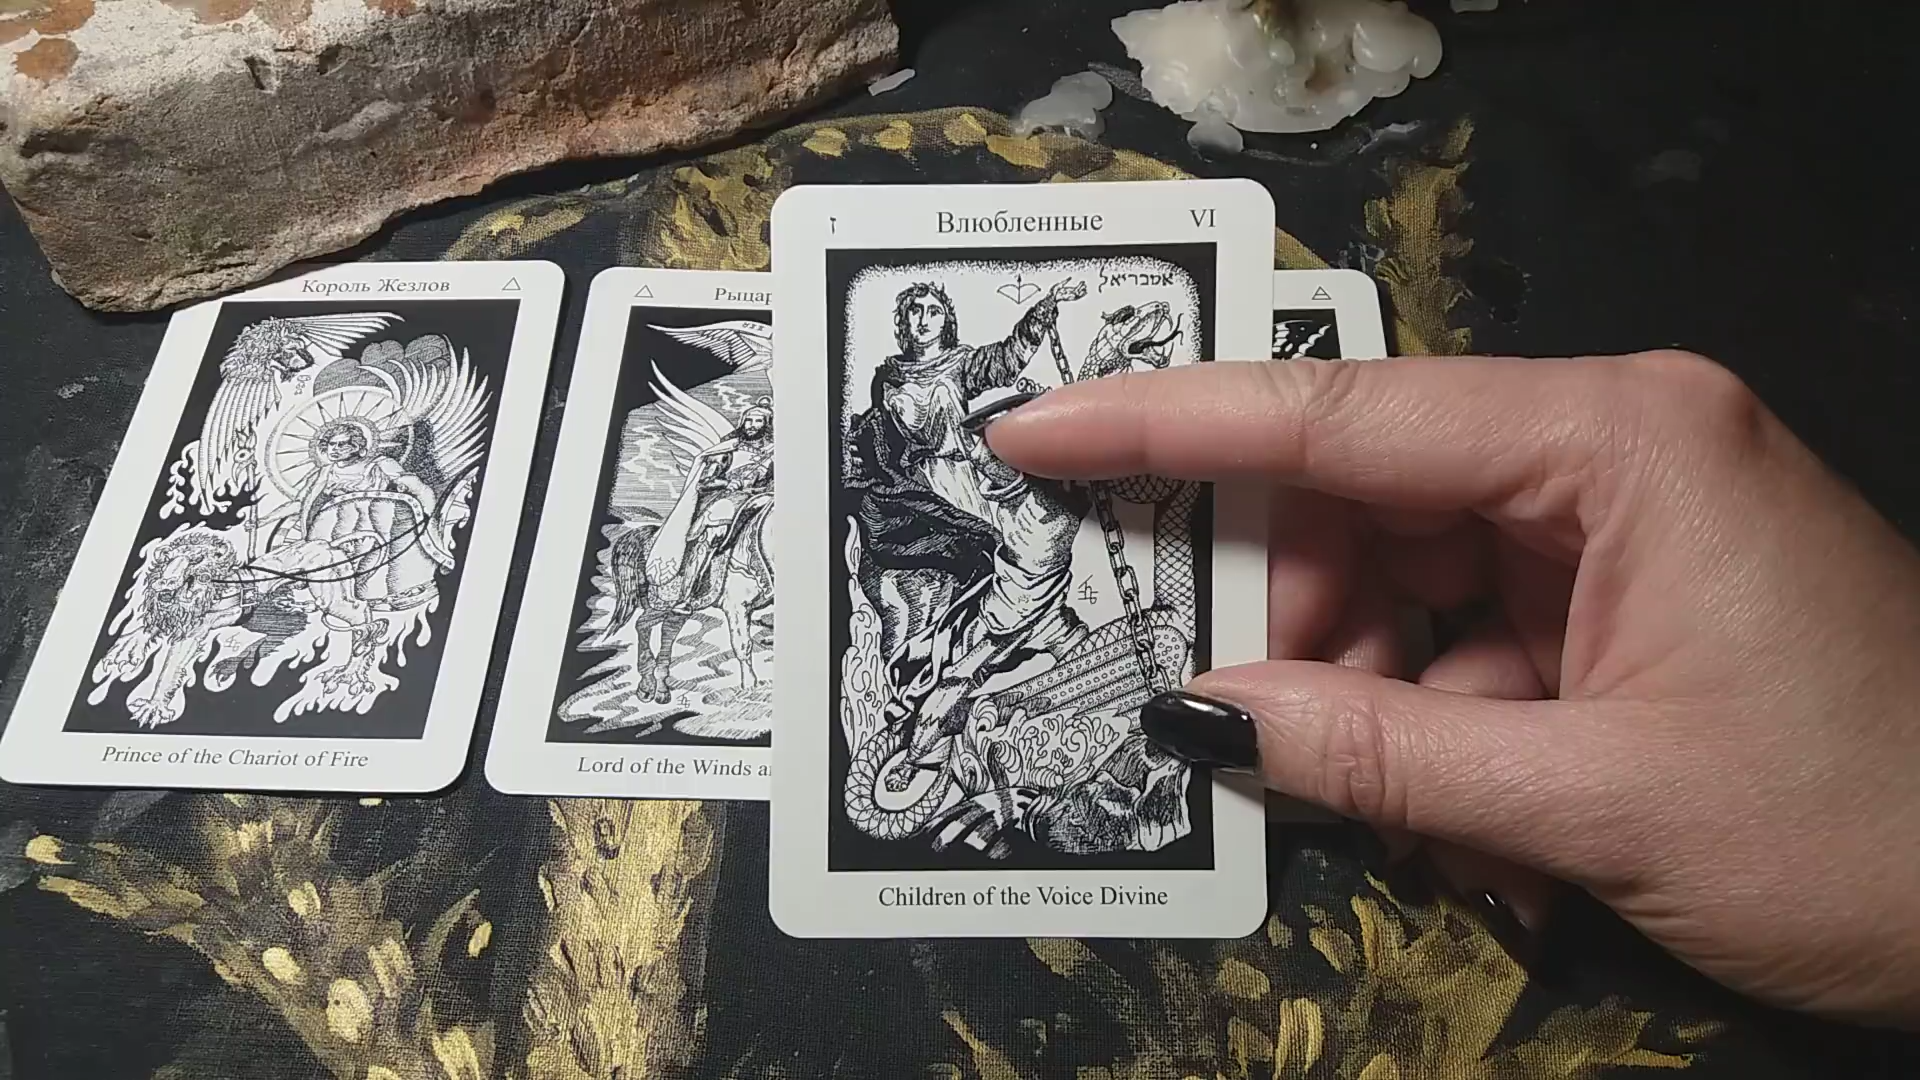 Король Жезлов
Prince of the Chariot of Fire
Lord of the Winds
ז Влюбленные VI
אמבריאל
Children of the Voice Divine